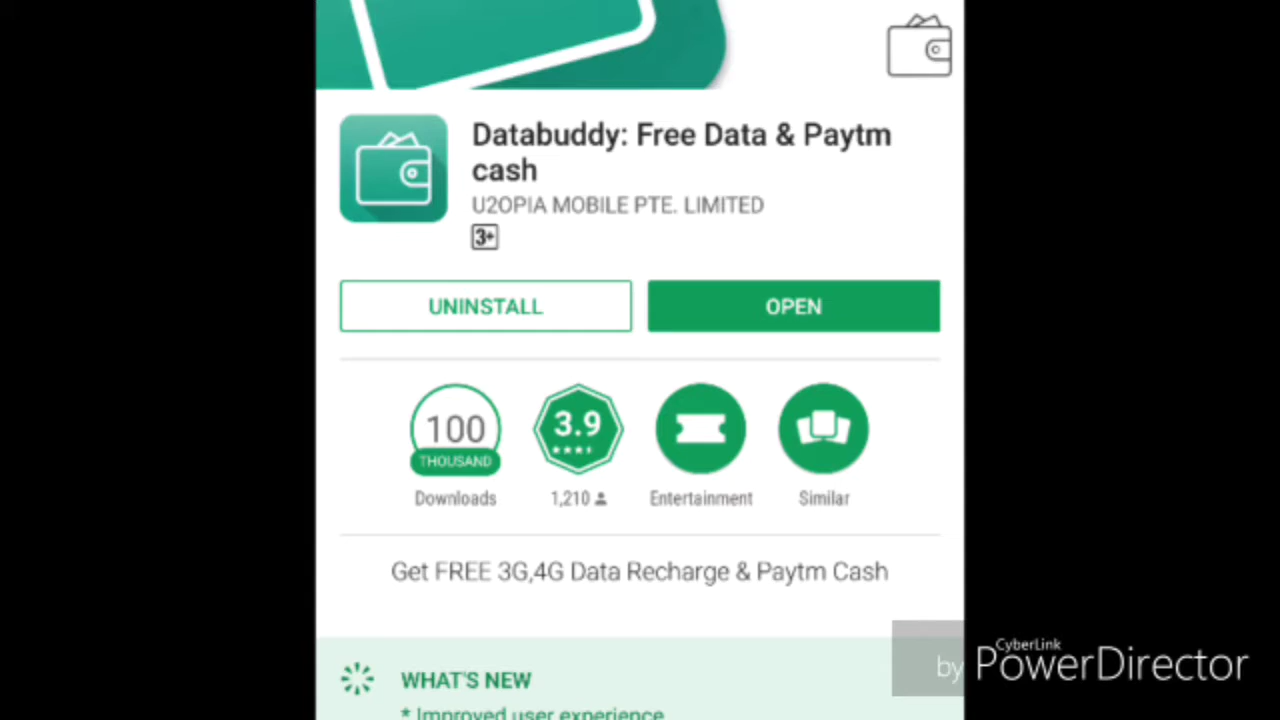 Databuddy: Free Data & Paytm
cash
U2OPIA MOBILE PTE. LIMITED
3+
UNINSTALL
OPEN
100
THOUSAND
3.9
Downloads
1,210
Entertainment
Similar
Get FREE 3G,4G Data Recharge & Paytm Cash
WHAT'S NEW
* Improved user experience
CyberLink
by PowerDirector